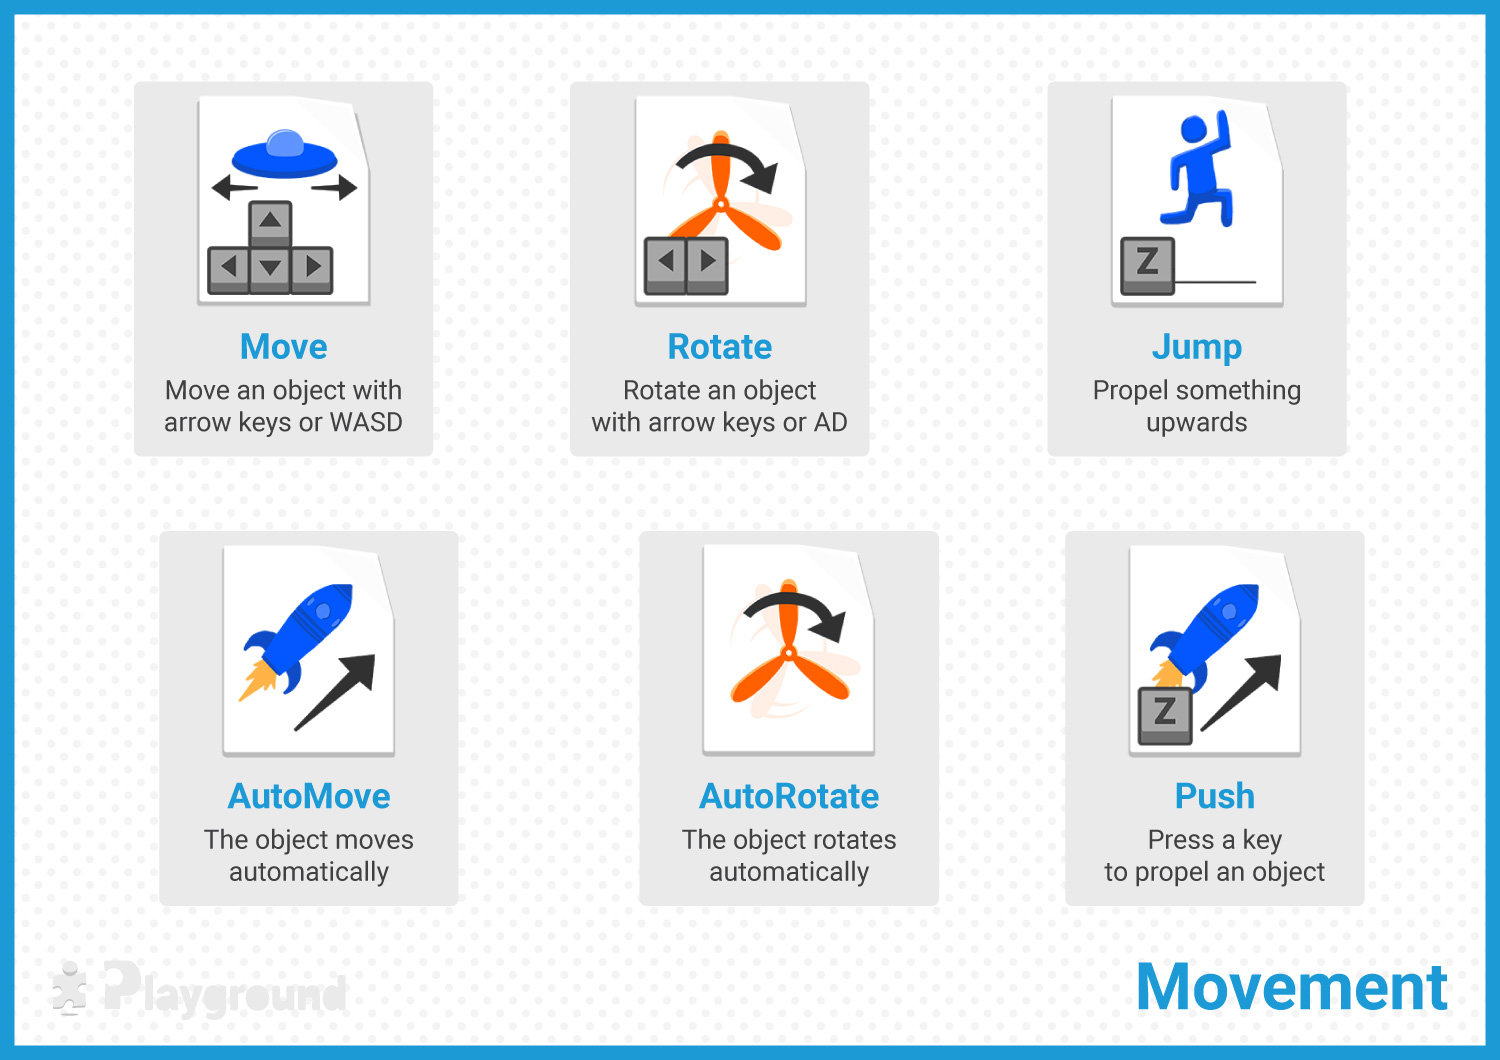 Move
Move an object with
arrow keys or WASD
Rotate
Rotate an object
with arrow keys or AD
Z
Jump
Propel something
upwards
AutoMove
The object moves
automatically
AutoRotate
The object rotates
automatically
Z
Push
Press a key
to propel an object
Playground
Movement